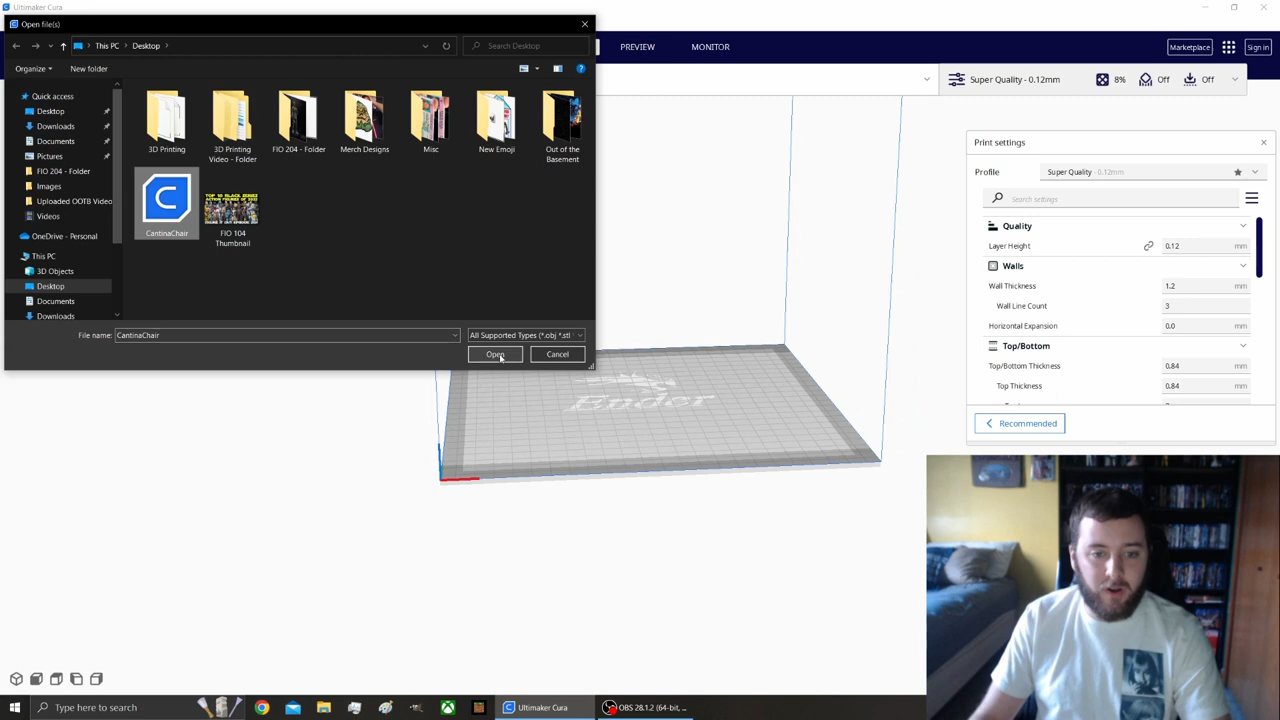 Ultimaker Cura
Open file(s)
This PC
Desktop
Search Desktop
PREVIEW
MONITOR
Marketplace
Sign in
Organize
New folder
Super Quality - 0.12mm
8%
Off
Off
Quick access
Desktop
Downloads
Documents
Pictures
FIO 204 - Folder
Images
Uploaded OOTB Video
Videos
OneDrive - Personal
This PC
3D Objects
Desktop
Documents
Downloads
3D Printing
3D Printing
Video - Folder
FIO 204 - Folder
Merch Designs
Misc
New Emoji
Out of the
Basement
CantinaChair
TOP 10 BLACK SERIES
FIO 104
Thumbnail
File name:
CantinaChair
All Supported Types (*.obj *.stl
Open
Cancel
Print settings
Profile
Super Quality - 0.12mm
Search settings
Quality
Layer Height
0.12
mm
Walls
Wall Thickness
1.2
mm
Wall Line Count
3
Horizontal Expansion
0.0
mm
Top/Bottom
Top/Bottom Thickness
0.84
mm
Top Thickness
0.84
mm
Recommended
Ender
Type here to search
Ultimaker Cura
OBS 28.1.2 (64-bit, ...